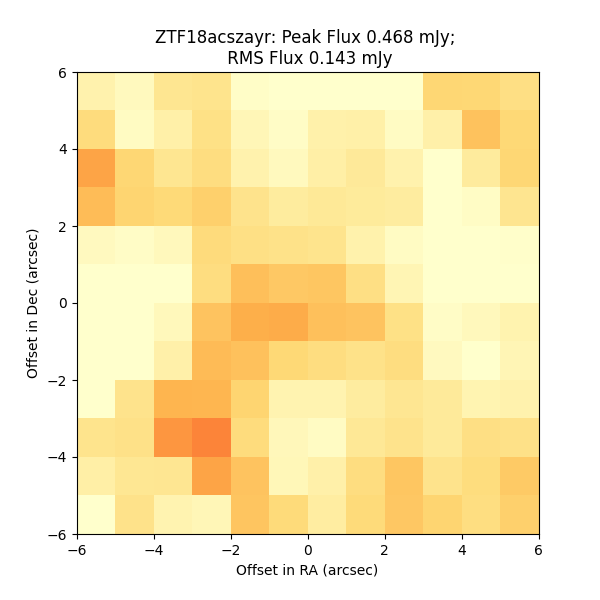 ZTF18acszayr: Peak Flux 0.468 mJy;
RMS Flux 0.143 mJy
6
4
2
0
−2
−4
−6
Offset in Dec (arcsec)
−6 −4 −2 0 2 4 6
Offset in RA (arcsec)